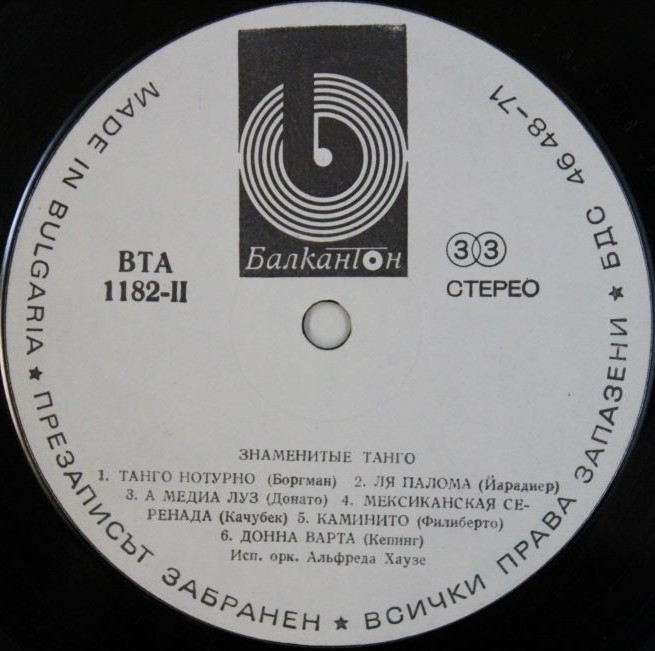 БалканТон
ВТА
1182-II
33
СТЕРЕО
ЗНАМЕНИТЫЕ ТАНГО
1. ТАНГО НОТУРНО (Боргман) 2. ЛЯ ПАЛОМА (Йарадиер)
3. А МЕДИА ЛУЗ (Донато) 4. МЕКСИКАНСКАЯ СЕ-
РЕНАДА (Качубек) 5. КАМИНИТО (Филиберто)
6. ДОННА ВАРТА (Кепинг)
Исп. орк. Альфреда Хаузе
MADE IN BULGARIA ★ ПРЕЗАПИСЪТ ЗАБРАНЕН ★ ВСИЧКИ ПРАВА ЗАПАЗЕНИ ★ БДС 4648-71